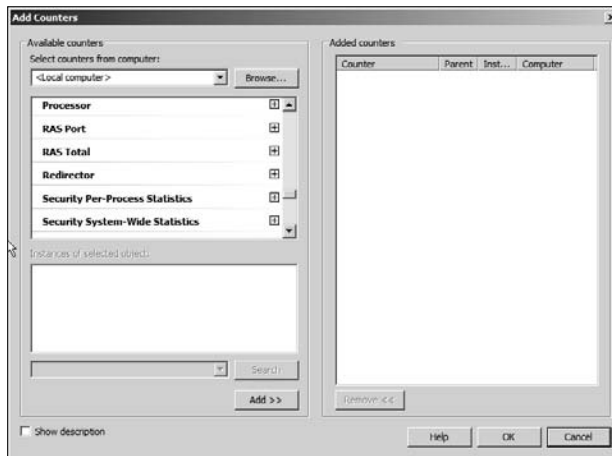 Add Counters
Available counters
Select counters from computer:
<Local computer>
Browse...
Processor
RAS Port
RAS Total
Redirector
Security Per-Process Statistics
Security System-Wide Statistics
Instances of selected object:
Search
Add >>
Show description
Added counters
Counter Parent Inst... Computer
Remove <<
Help OK Cancel